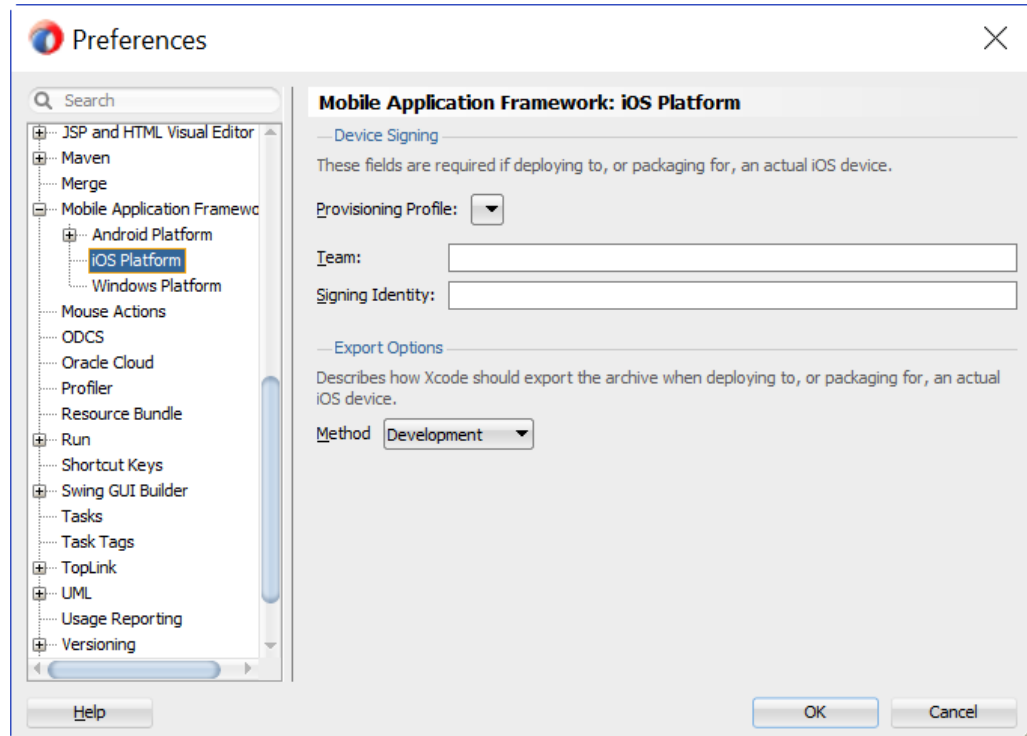 Preferences
Search
JSP and HTML Visual Editor
Maven
Merge
Mobile Application Framewo
Android Platform
iOS Platform
Windows Platform
Mouse Actions
ODCS
Oracle Cloud
Profiler
Resource Bundle
Run
Shortcut Keys
Swing GUI Builder
Tasks
Task Tags
TopLink
UML
Usage Reporting
Versioning
Mobile Application Framework: iOS Platform
Device Signing
These fields are required if deploying to, or packaging for, an actual iOS device.
Provisioning Profile:
Team:
Signing Identity:
Export Options
Describes how Xcode should export the archive when deploying to, or packaging for, an actual
iOS device.
Method Development
Help
OK
Cancel